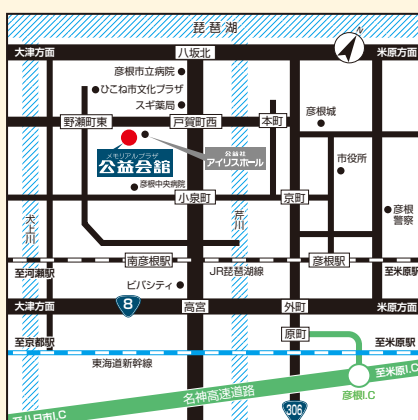 琵琶湖
N
大津方面
八坂北
米原方面
彦根市立病院
ひこね市文化プラザ
スギ薬局
彦根城
野瀬町東
戸賀町西
本町
メモリアルプラザ
公益会館
公益社
アイリスホール
市役所
彦根中央病院
小泉町
京町
犬上川
芹川
彦根
警察
南彦根駅
彦根駅
至河瀬駅
JR琵琶湖線
至米原駅
ビバシティ
大津方面
8
高宮
外町
米原方面
原町
至京都駅
至米原駅
東海道新幹線
名神高速道路
至米原I.C
彦根I.C
至八日市I.C
306